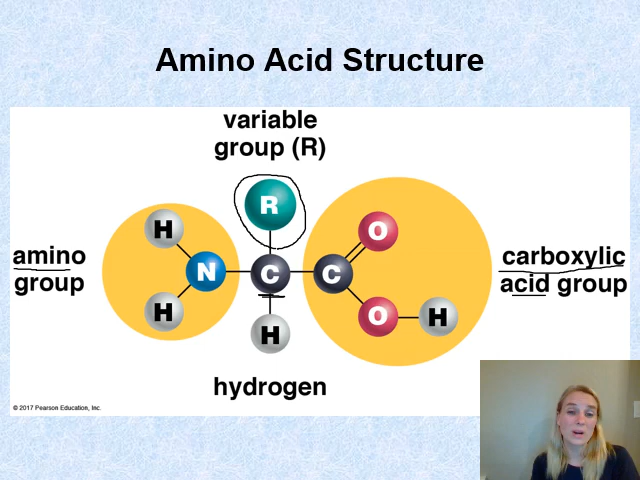 Amino Acid Structure
variable
group (R)
R
H
O
amino
group
N
C
C
carboxylic
acid group
H
O
H
H
hydrogen
© 2017 Pearson Education, Inc.